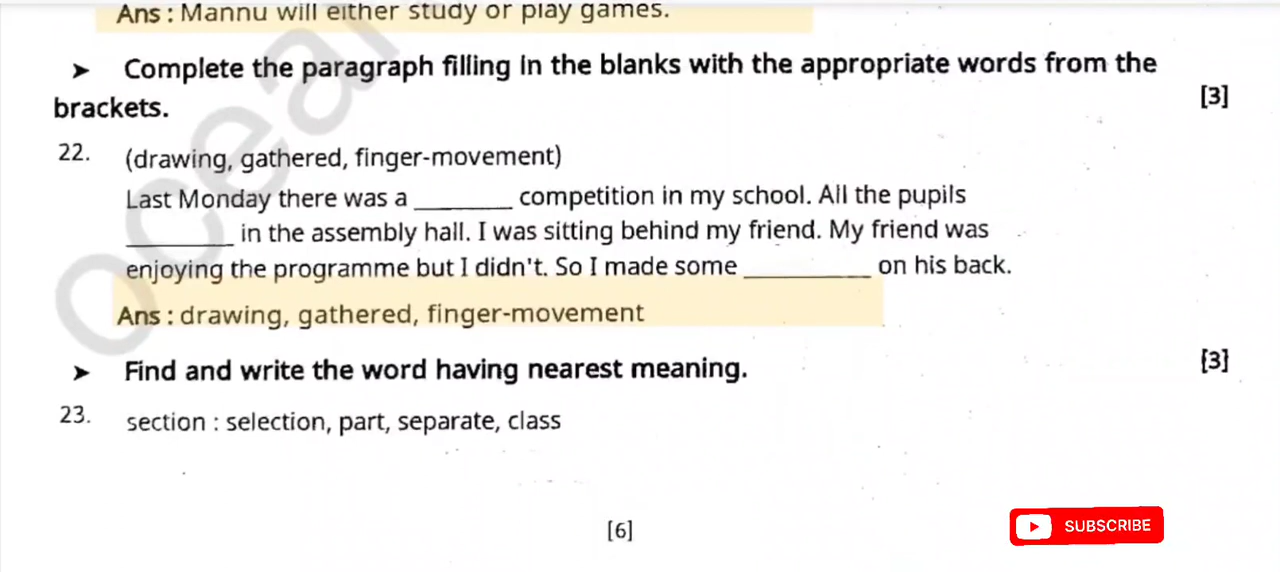 Ans : Mannu will either study or play games.
➤ Complete the paragraph filling in the blanks with the appropriate words from the
brackets. [3]
22. (drawing, gathered, finger-movement)
Last Monday there was a ________ competition in my school. All the pupils
_________ in the assembly hall. I was sitting behind my friend. My friend was
enjoying the programme but I didn't. So I made some __________ on his back.
Ans : drawing, gathered, finger-movement
➤ Find and write the word having nearest meaning. [3]
23. section : selection, part, separate, class
[6]
SUBSCRIBE
ocean